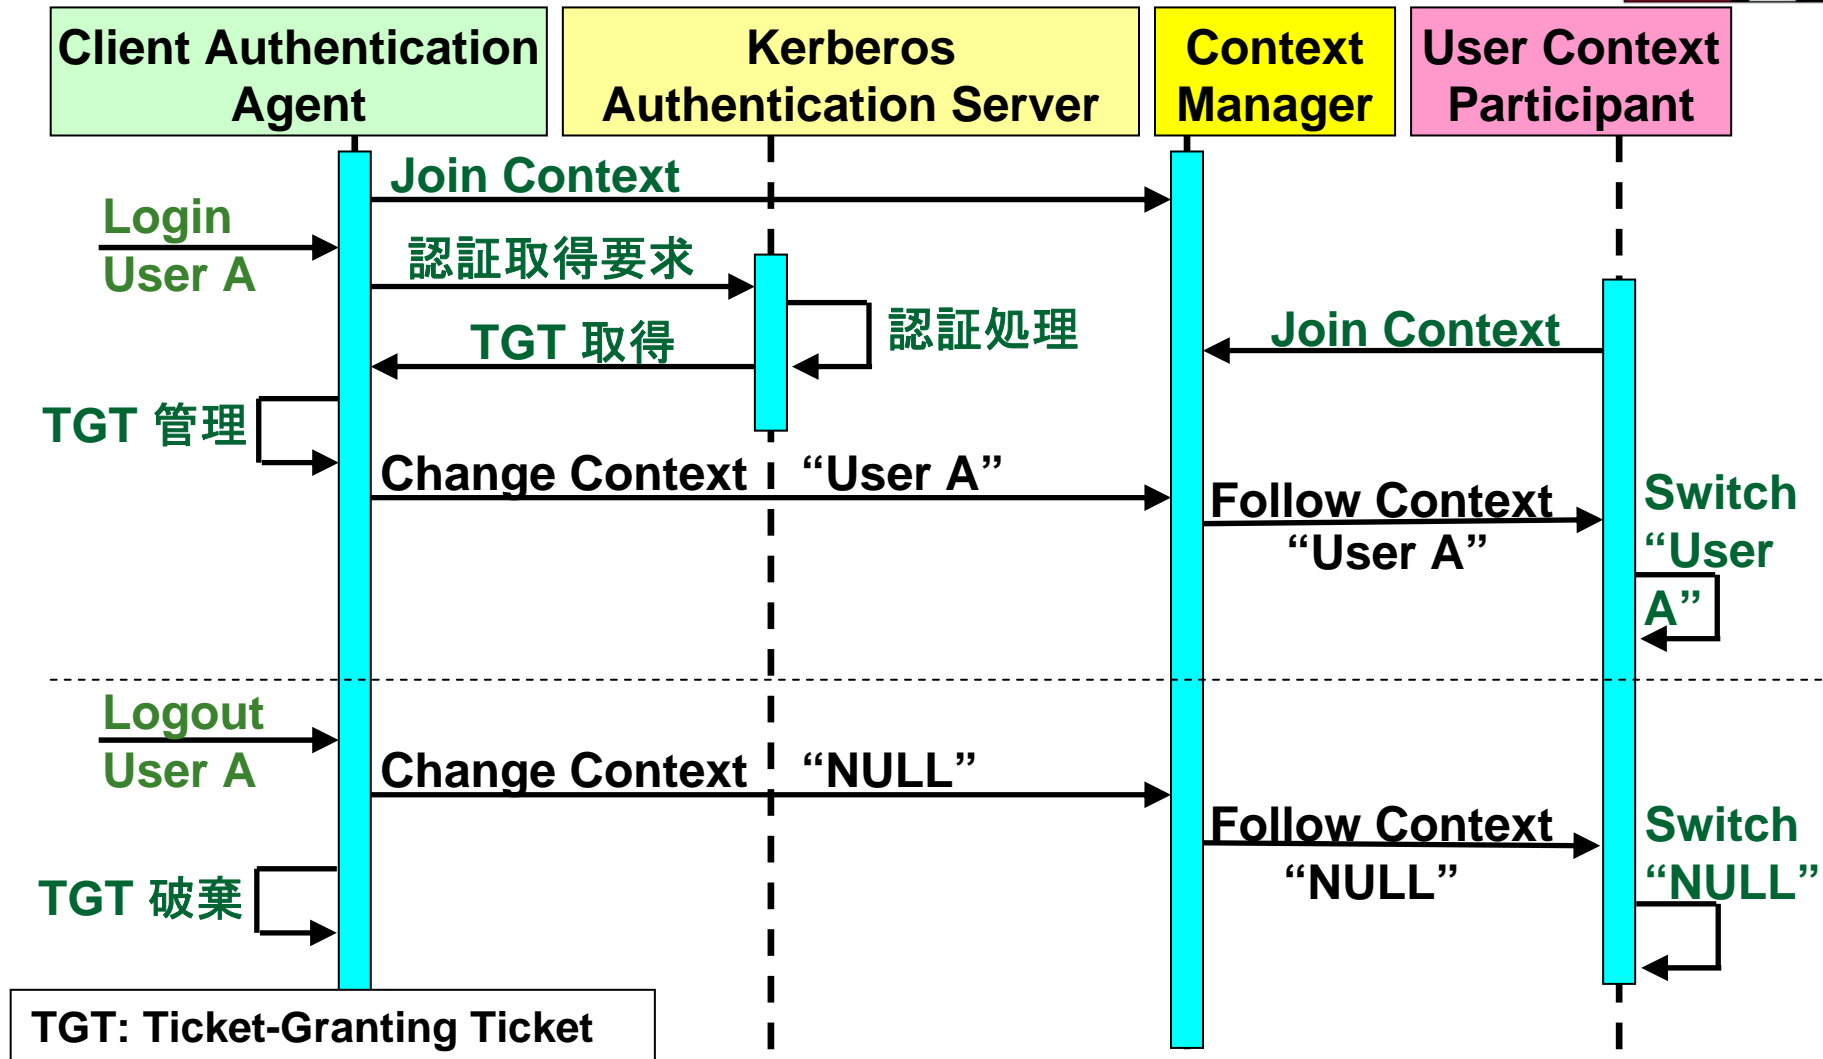 Client Authentication
Agent
Kerberos
Authentication Server
Context
Manager
User Context
Participant
Join Context
Login
User A
認証取得要求
認証処理
TGT 取得
Join Context
TGT 管理
Change Context “User A”
Follow Context
“User A”
Switch
“User
A”
Logout
User A
Change Context “NULL”
Follow Context
“NULL”
Switch
“NULL”
TGT 破棄
TGT: Ticket-Granting Ticket